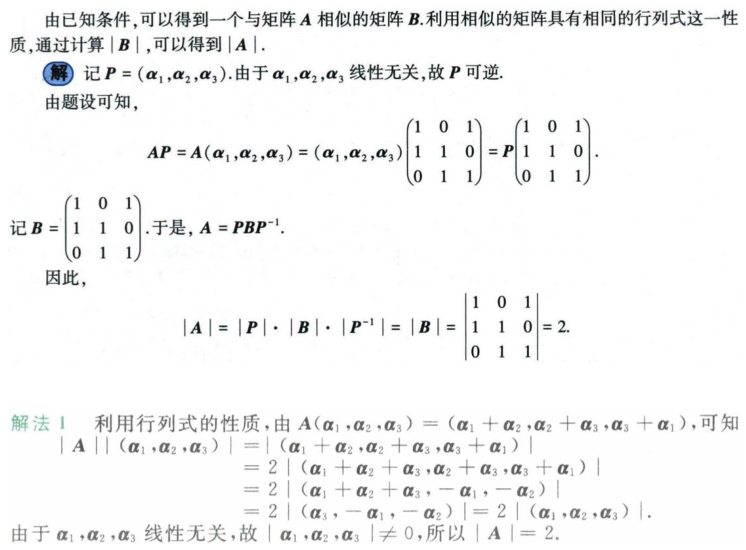 由已知条件,可以得到一个与矩阵 A 相似的矩阵 B.利用相似的矩阵具有相同的行列式这一性
质,通过计算|B|,可以得到|A|.
解 记 P = (α₁,α₂,α₃).由于 α₁,α₂,α₃ 线性无关,故 P 可逆.
由题设可知,
AP = A(α₁,α₂,α₃) = (α₁,α₂,α₃) (1 0 1; 1 1 0; 0 1 1) = P (1 0 1; 1 1 0; 0 1 1).
记 B = (1 0 1; 1 1 0; 0 1 1).于是, A = PBP⁻¹.
因此,
|A| = |P| · |B| · |P⁻¹| = |B| = |1 0 1; 1 1 0; 0 1 1| = 2.
解法 1 利用行列式的性质,由 A(α₁,α₂,α₃) = (α₁ + α₂,α₂ + α₃,α₃ + α₁),可知
|A||(α₁,α₂,α₃)| = |(α₁ + α₂,α₂ + α₃,α₃ + α₁)|
= 2|(α₁ + α₂ + α₃,α₂ + α₃,α₃ + α₁)|
= 2|(α₁ + α₂ + α₃,－α₁,－α₂)|
= 2|(α₃,－α₁,－α₂)| = 2|(α₁,α₂,α₃)|.
由于 α₁,α₂,α₃ 线性无关,故|α₁,α₂,α₃|≠ 0,所以|A|= 2.